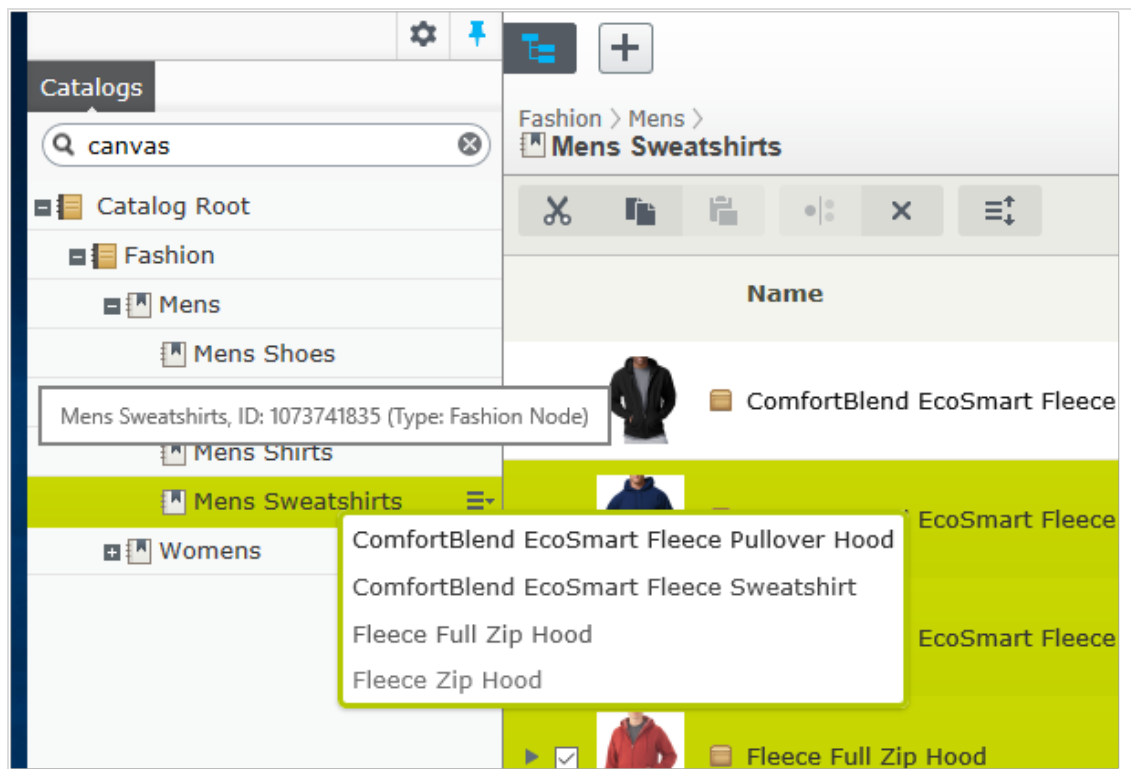 Catalogs
canvas
Catalog Root
Fashion
Mens
Mens Shoes
Mens Sweatshirts, ID: 1073741835 (Type: Fashion Node)
Mens Shirts
Mens Sweatshirts
Womens
Fashion > Mens >
Mens Sweatshirts
Name
ComfortBlend EcoSmart Fleece
EcoSmart Fleece
EcoSmart Fleece
Fleece Full Zip Hood
ComfortBlend EcoSmart Fleece Pullover Hood
ComfortBlend EcoSmart Fleece Sweatshirt
Fleece Full Zip Hood
Fleece Zip Hood